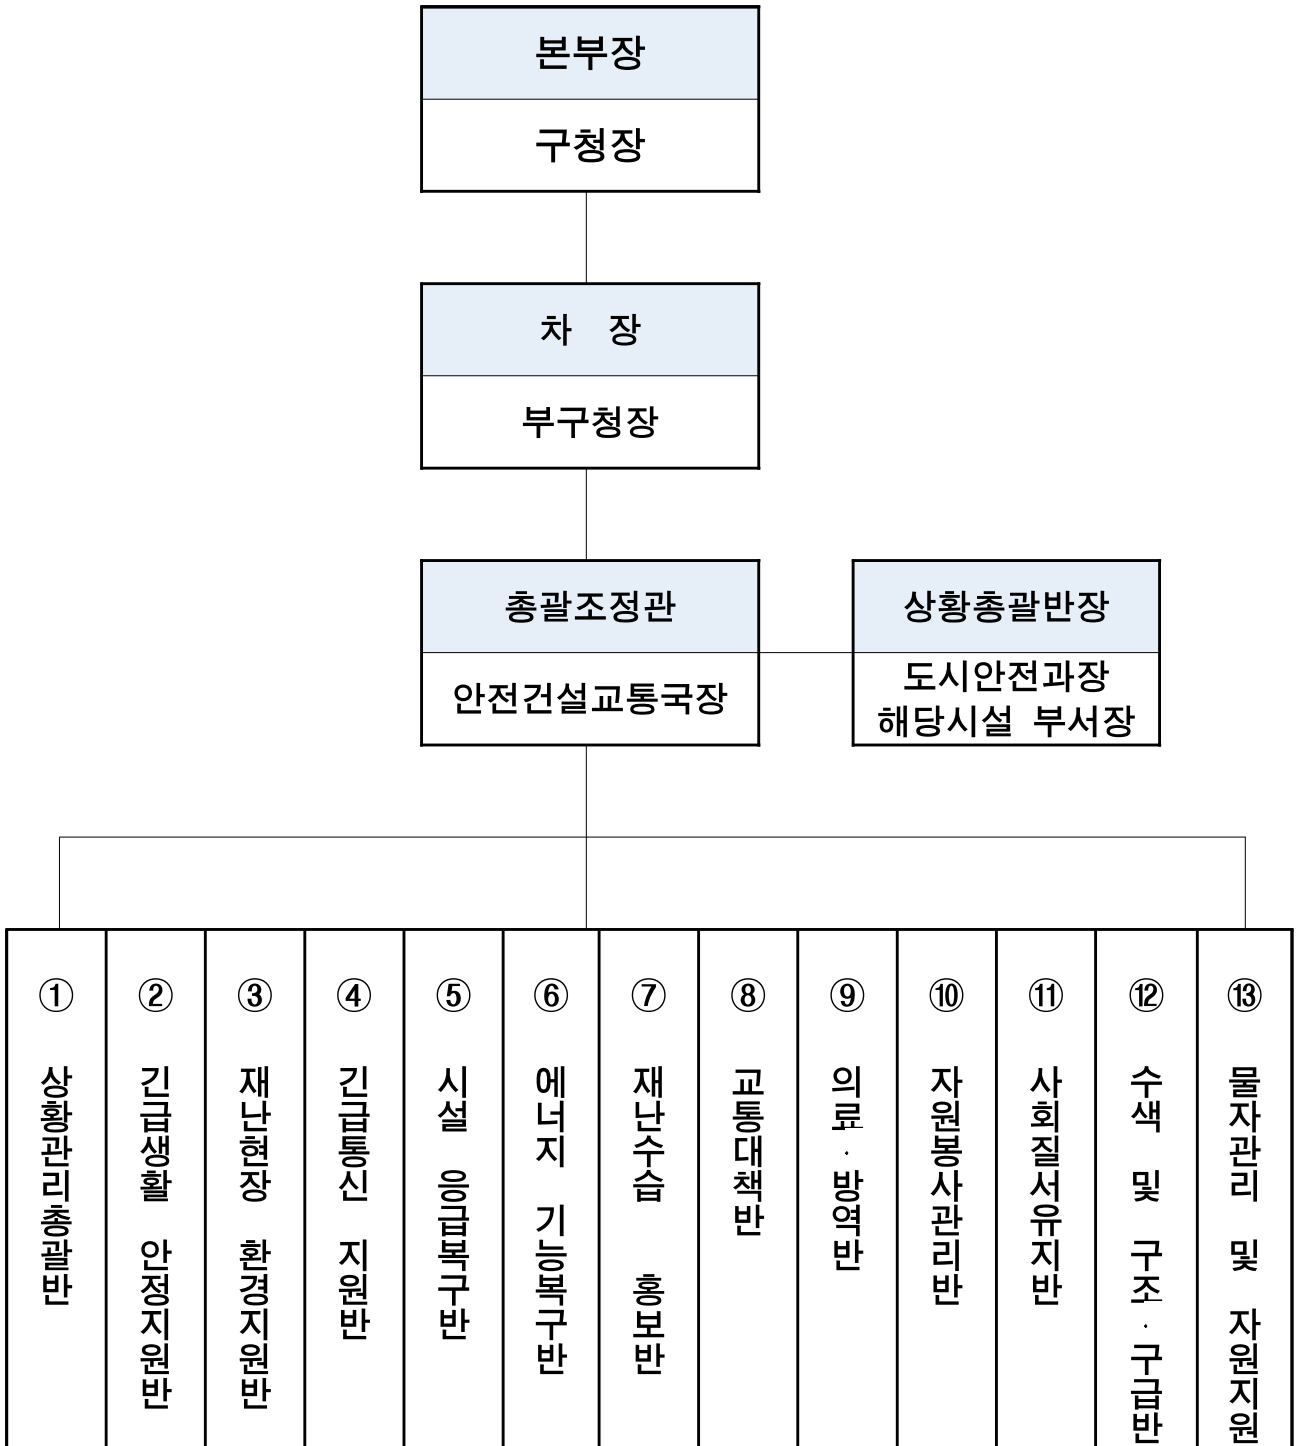 본부장
구청장
차 장
부구청장
총괄조정관
안전건설교통국장
상황총괄반장
도시안전과장
해당시설 부서장
① 상황관리총괄반
② 긴급생활 안정지원반
③ 재난현장 환경지원반
④ 긴급통신 지원반
⑤ 시설 응급복구반
⑥ 에너지 기능복구반
⑦ 재난수습 홍보반
⑧ 교통대책반
⑨ 의료·방역반
⑩ 자원봉사관리반
⑪ 사회질서유지반
⑫ 수색 및 구조·구급반
⑬ 물자관리 및 자원지원